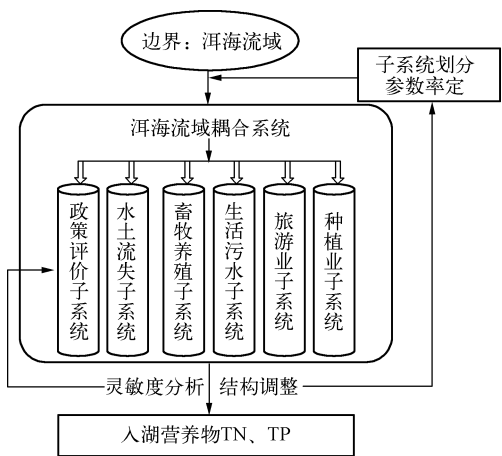 边界：洱海流域
子系统划分
参数率定
洱海流域耦合系统
政策评价子系统
水土流失子系统
畜牧养殖子系统
生活污水子系统
旅游业子系统
种植业子系统
灵敏度分析
结构调整
入湖营养物TN、TP